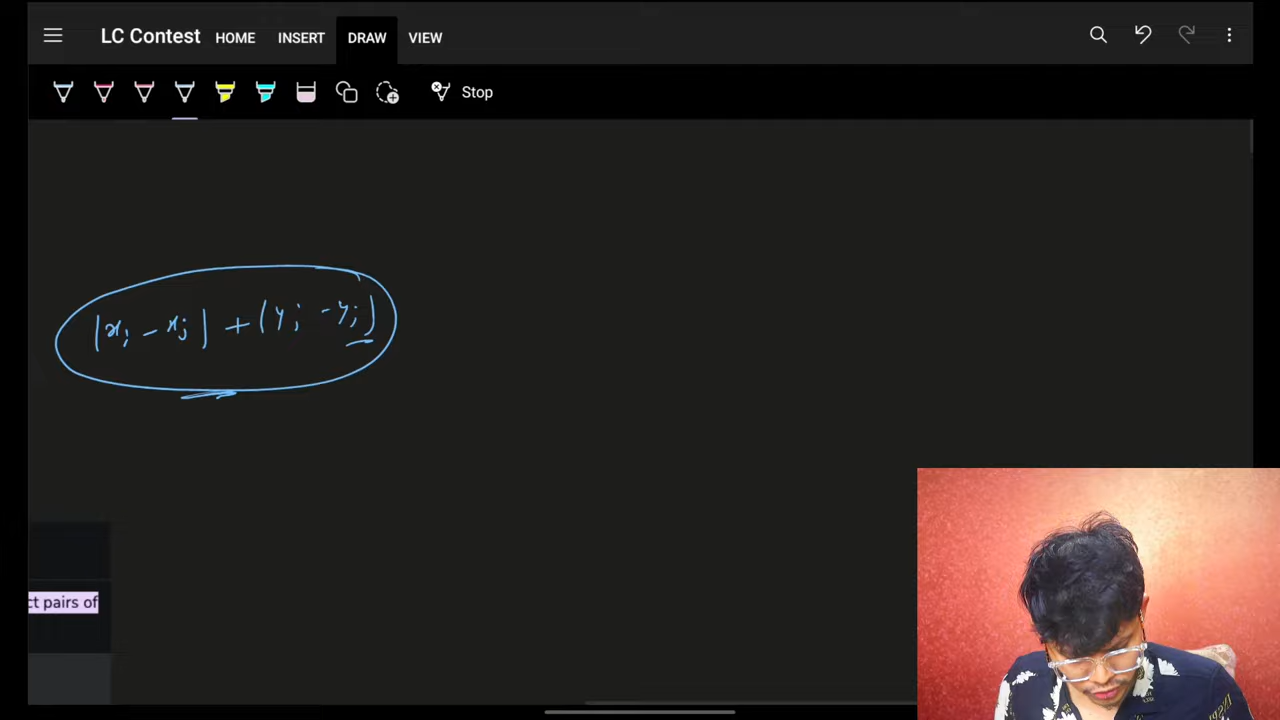 LC Contest HOME INSERT DRAW VIEW
Stop
|xi - xj| + |yi - yj|
ct pairs of